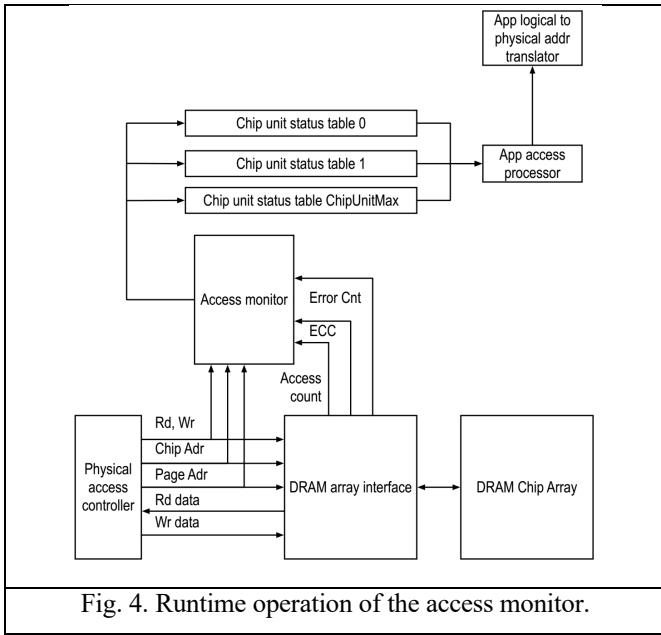 App logical to
physical addr
translator
Chip unit status table 0
Chip unit status table 1
App access
processor
Chip unit status table ChipUnitMax
Access monitor
Error Cnt
ECC
Access
count
Rd, Wr
Chip Adr
Page Adr
Rd data
Wr data
Physical
access
controller
DRAM array interface
DRAM Chip Array
Fig. 4. Runtime operation of the access monitor.